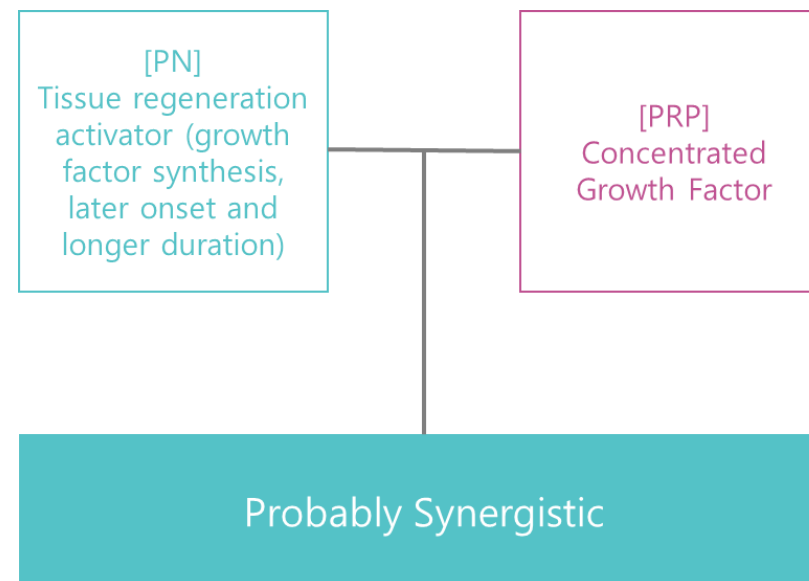 [PN]
Tissue regeneration
activator (growth
factor synthesis,
later onset and
longer duration)
[PRP]
Concentrated
Growth Factor
Probably Synergistic